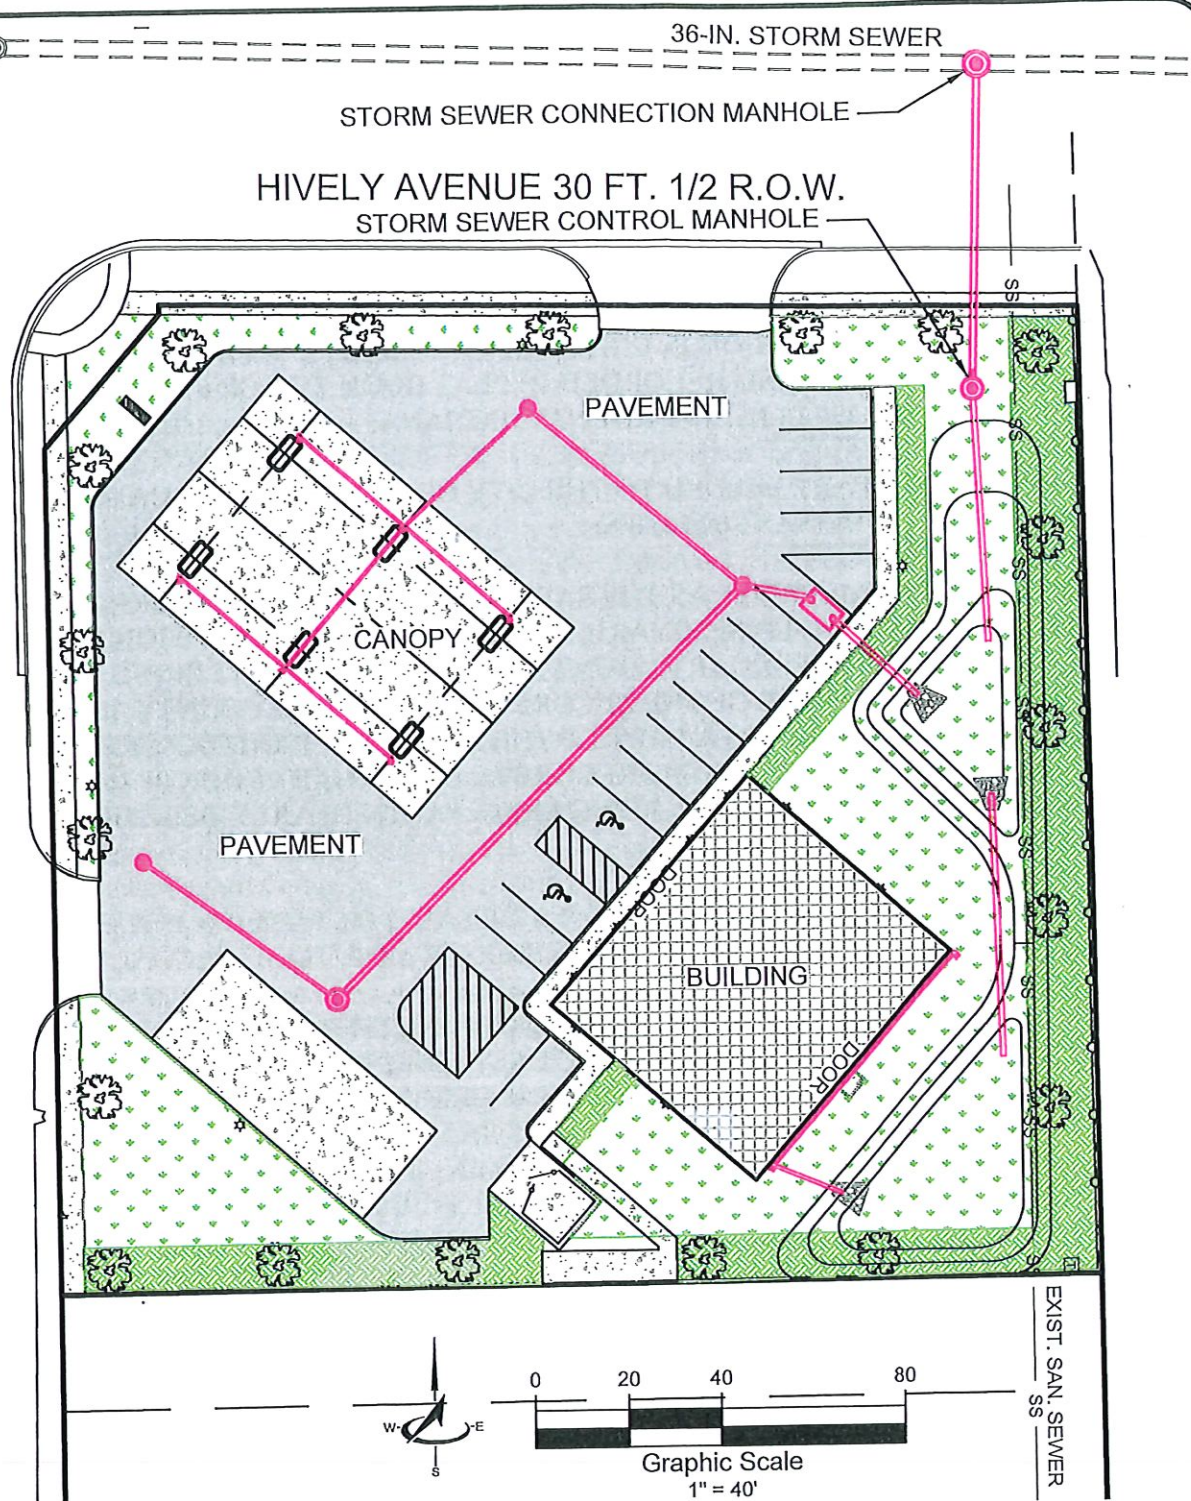 36-IN. STORM SEWER
STORM SEWER CONNECTION MANHOLE
HIVELY AVENUE 30 FT. 1/2 R.O.W.
STORM SEWER CONTROL MANHOLE
SS
PAVEMENT
SS
SS
CANOPY
SS
PAVEMENT
SS
DOOR
BUILDING
SS
DOOR
SS
SS
EXIST. SAN. SEWER
SS
0 20 40 80
W E
S
Graphic Scale
1" = 40'